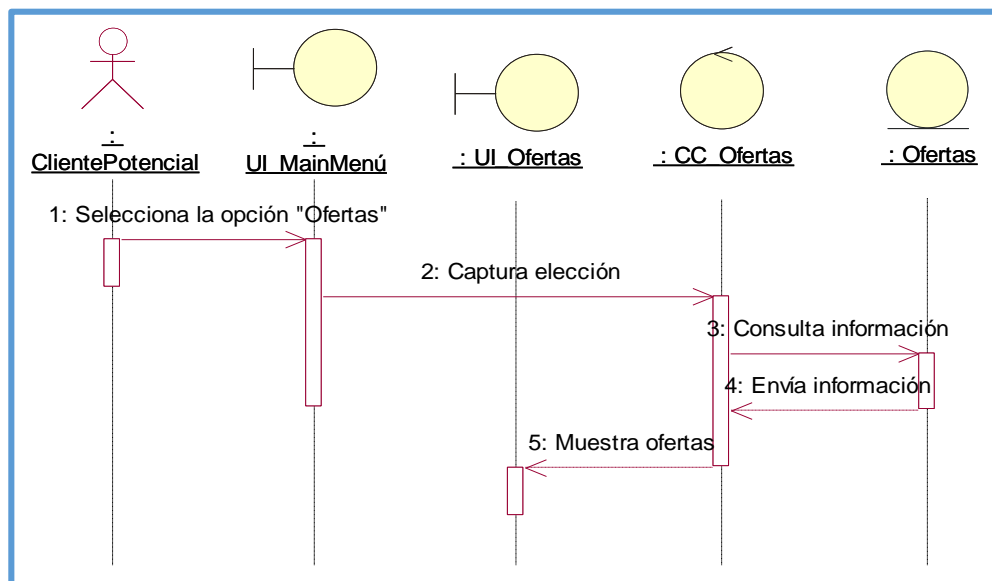 :
ClientePotencial
:
UI_MainMenú
: UI_Ofertas
: CC_Ofertas
: Ofertas
1: Selecciona la opción "Ofertas"
2: Captura elección
3: Consulta información
4: Envía información
5: Muestra ofertas